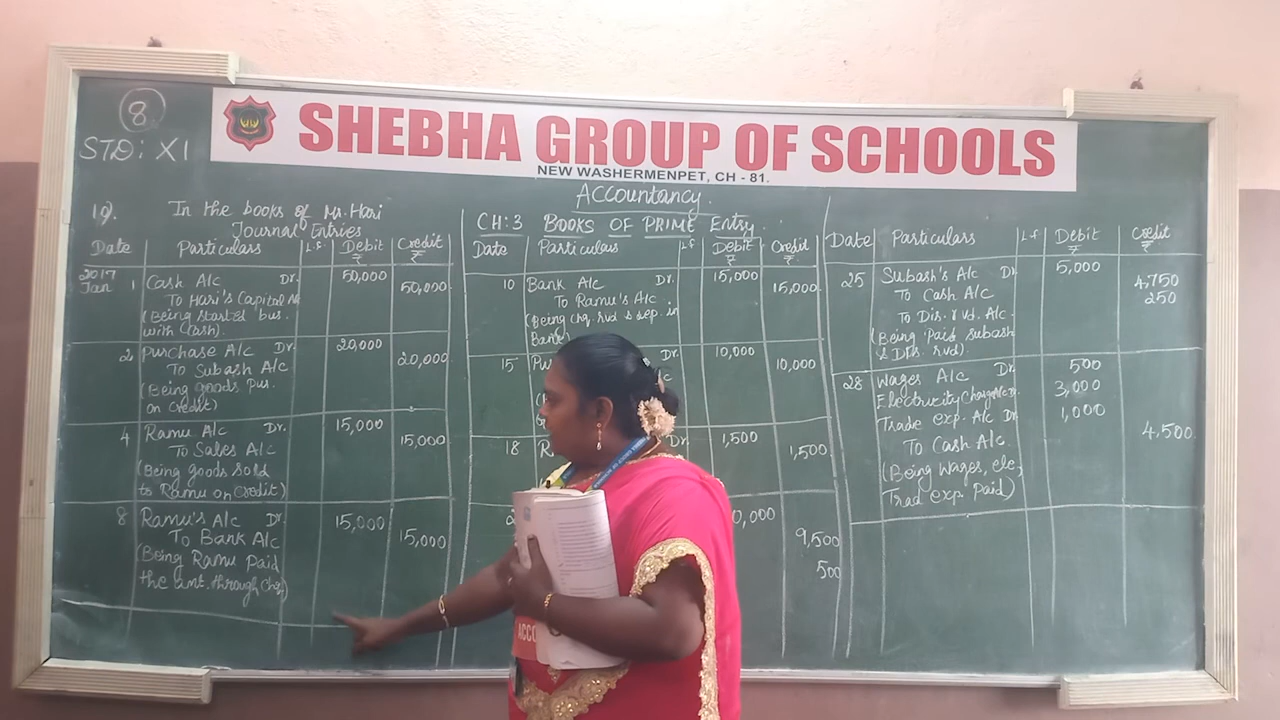 8
STD: XI
SHEBHA GROUP OF SCHOOLS
NEW WASHERMENPET, CH - 81.
Accountancy
CH:3 BOOKS OF PRIME Entry
In the books of Mr. Hari
Journal Entries
Date Particulars L.f Debit ₹ Credit ₹
2017
Jan 1 Cash A/c Dr. 50,000
To Hari's Capital A/c 50,000
(Being started bus.
with Cash).
2 Purchase A/c Dr. 20,000
To Subash A/c 20,000
(Being goods pur.
on credit)
4 Ramu A/c Dr. 15,000
To Sales A/c 15,000
(Being goods sold
to Ramu on Credit)
8 Ramu's A/c Dr. 15,000
To Bank A/c 15,000
(Being Ramu paid
the amt. through Chq)
Date Particulars L.f Debit ₹ Credit ₹
10 Bank A/c Dr. 15,000
To Ramu's A/c 15,000
(Being chq. rvd & dep. in
Bank)
15 Dr. 10,000
10,000
18 Dr. 1,500
1,500
9,500
500
Date Particulars L.f Debit ₹ Credit ₹
25 Subash's A/c Dr. 5,000
To Cash A/c 4,750
To Dis. rvd. A/c. 250
(Being Paid Subash
& Dis. rvd).
28 Wages A/c Dr. 500
Electricity Charg A/c Dr. 3,000
Trade exp. A/c Dr. 1,000
To Cash A/c. 4,500
(Being wages, ele,
Trad exp. Paid)
ACCO